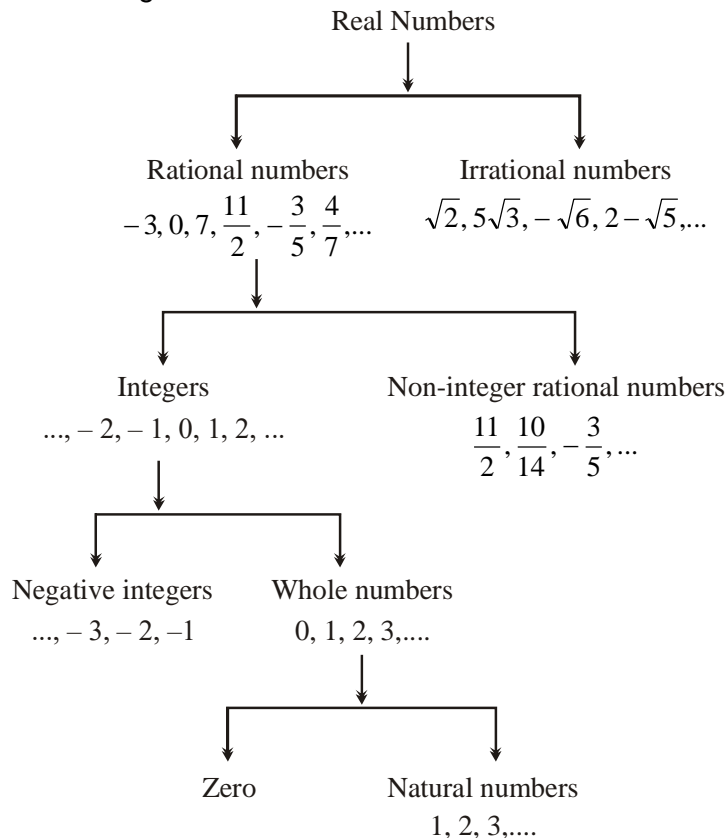 Real Numbers
Rational numbers
Irrational numbers
−3, 0, 7, 11/2, −3/5, 4/7,...
√2, 5√3, −√6, 2−√5,...
Integers
Non-integer rational numbers
..., – 2, – 1, 0, 1, 2, ...
11/2, 10/14, −3/5, ...
Negative integers
Whole numbers
..., – 3, – 2, –1
0, 1, 2, 3,....
Zero
Natural numbers
1, 2, 3,....